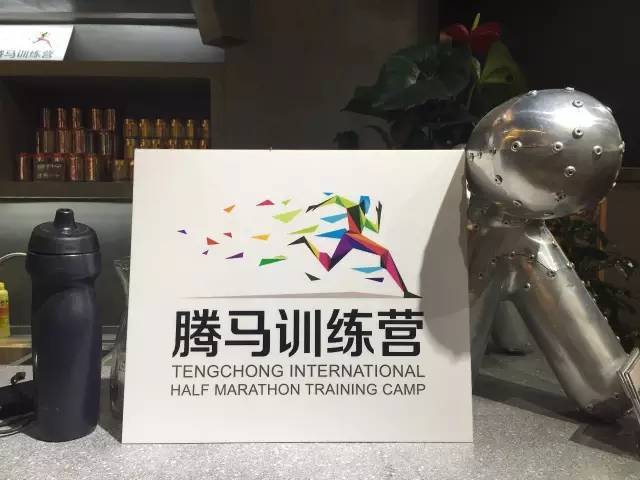 腾马训练营
腾马训练营
TENGCHONG INTERNATIONAL
HALF MARATHON TRAINING CAMP